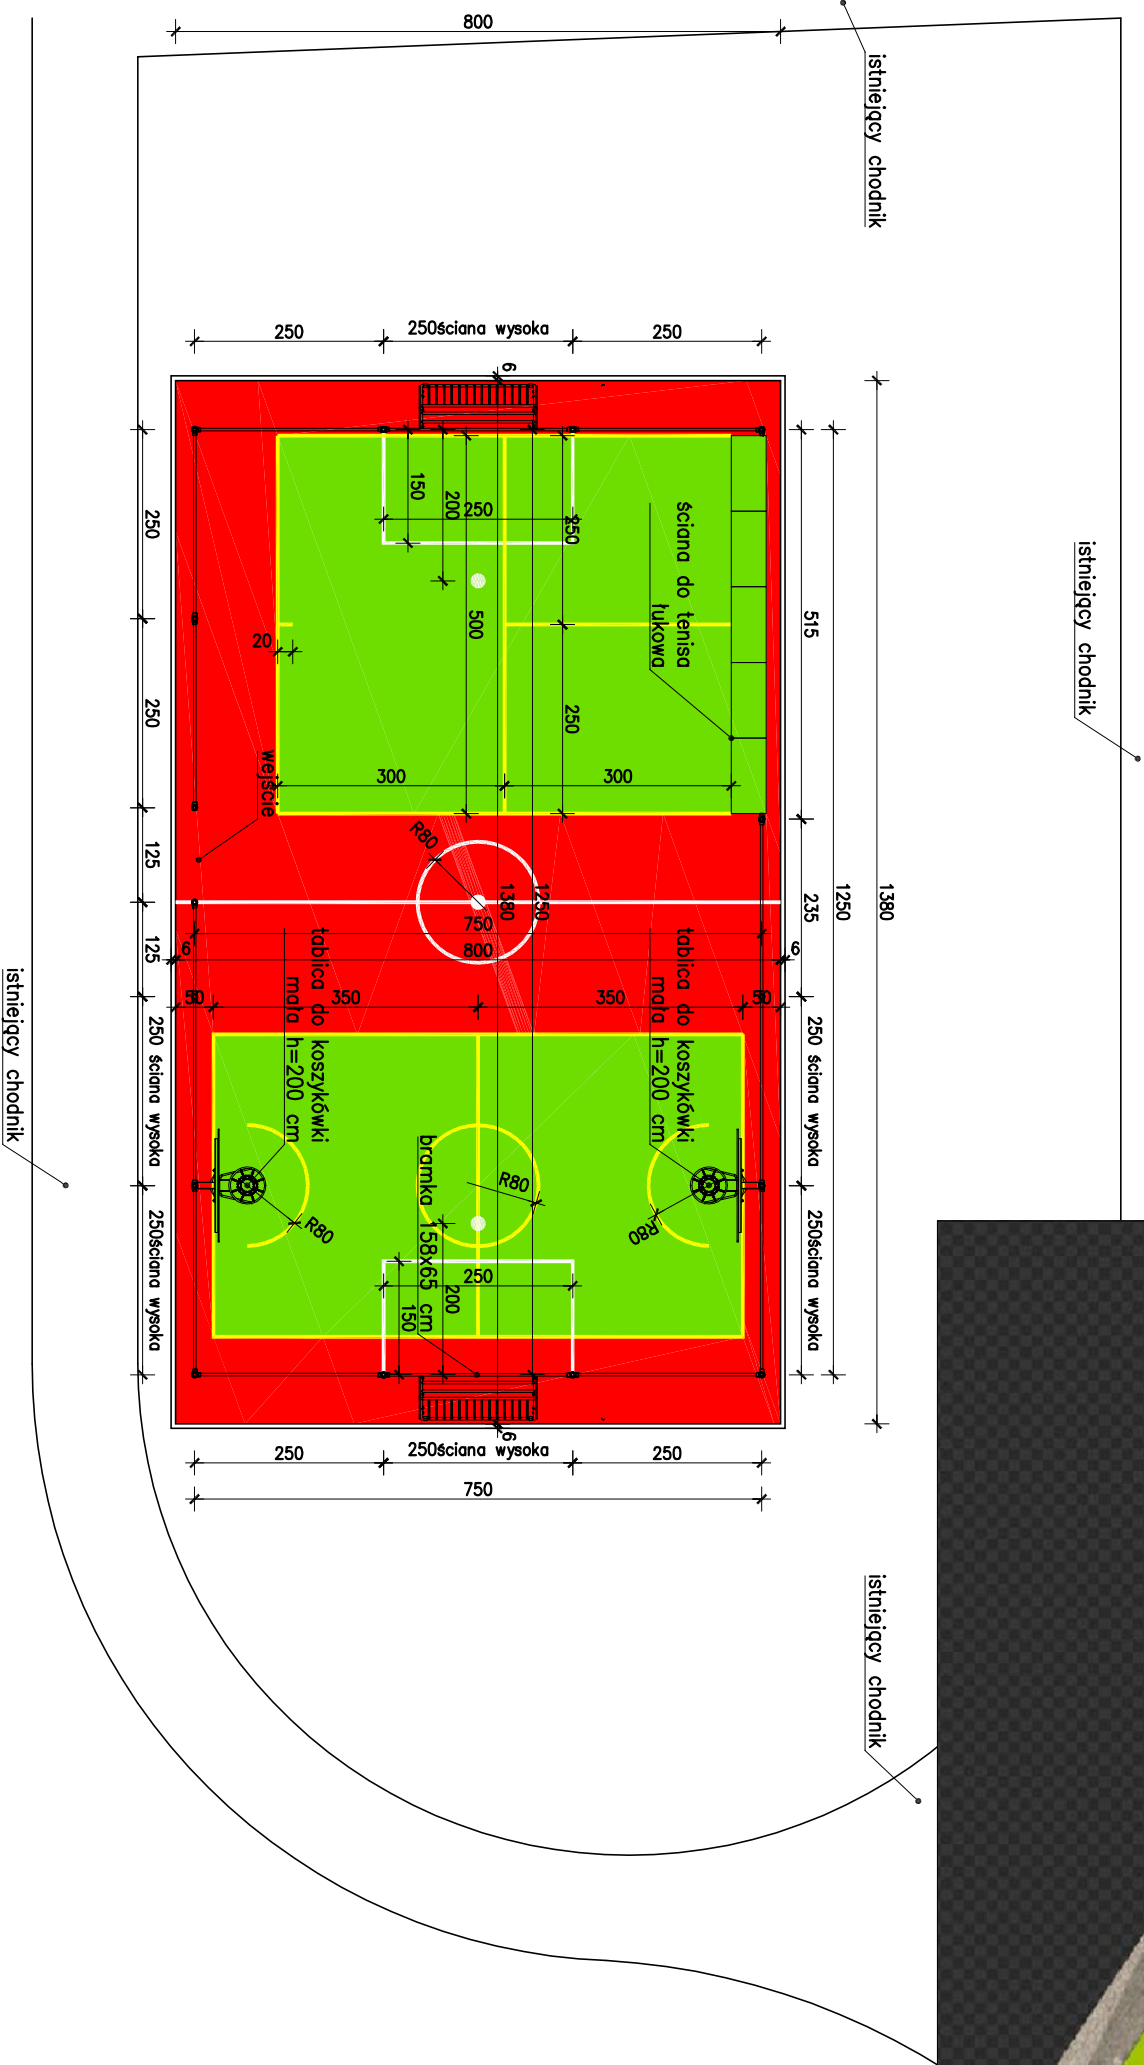 800
istniejący chodnik
istniejący chodnik
250
250ściana wysoka
250
6
1380
150
200
250
250
ściana do tenisa
łukowa
250
515
500
20
250
250
300
300
wejście
R80
125
1380
1250
235
1250
1380
750
800
125
6
6
tablica do koszykówki
mała h=200 cm
tablica do koszykówki
mała h=200 cm
50
350
350
50
istniejący chodnik
250 ściana wysoka
250 ściana wysoka
bramka 158x65 cm
R80
R80
R80
250ściana wysoka
250ściana wysoka
250
200
150
6
250
250ściana wysoka
250
750
istniejący chodnik